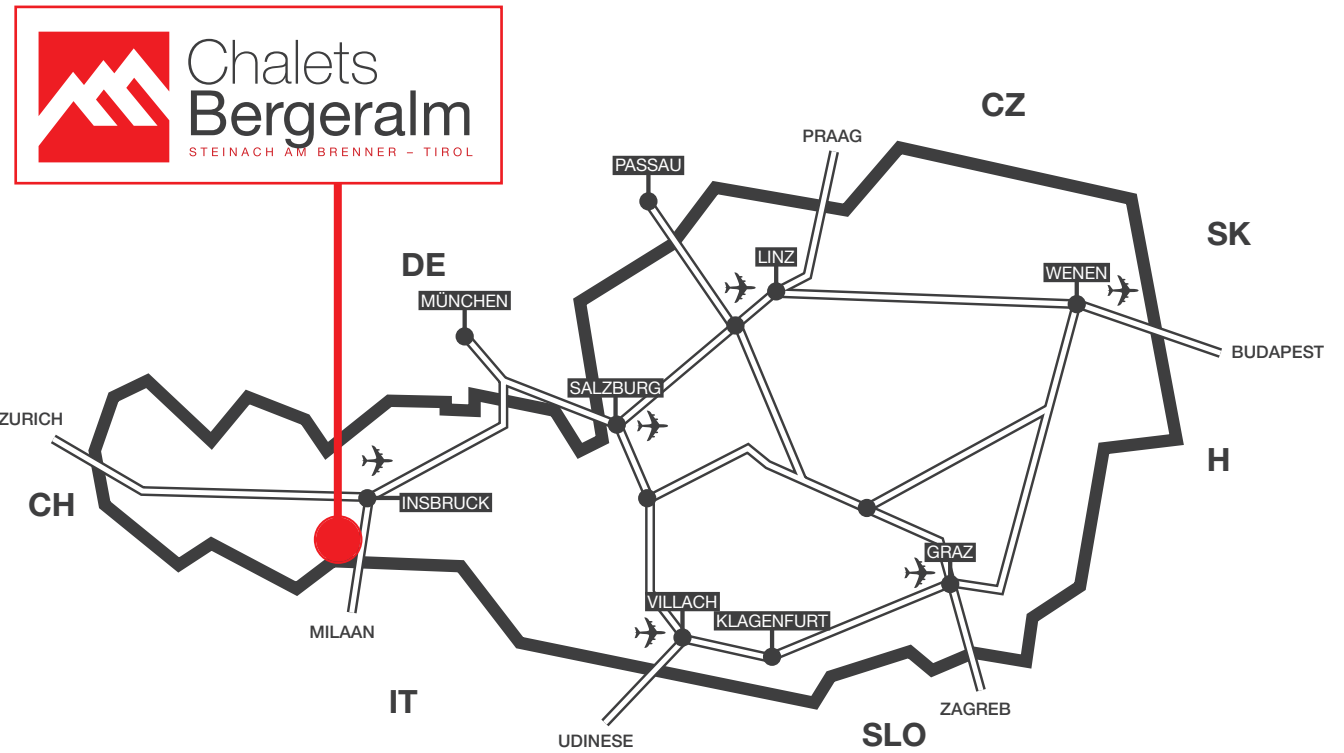 Chalets
Bergeralm
STEINACH AM BRENNER – TIROL
CZ
PRAAG
PASSAU
SK
DE
LINZ
WENEN
MÜNCHEN
BUDAPEST
SALZBURG
ZURICH
H
CH
INSBRUCK
GRAZ
VILLACH
KLAGENFURT
MILAAN
IT
ZAGREB
UDINESE
SLO